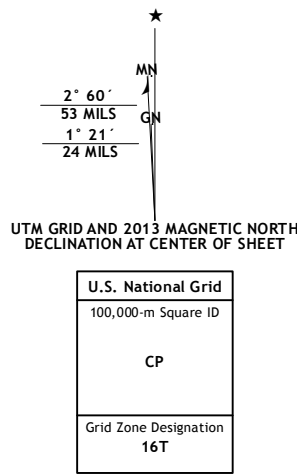 MN
2° 60´
53 MILS
GN
1° 21´
24 MILS
UTM GRID AND 2013 MAGNETIC NORTH
DECLINATION AT CENTER OF SHEET
U.S. National Grid
100,000-m Square ID
CP
Grid Zone Designation
16T